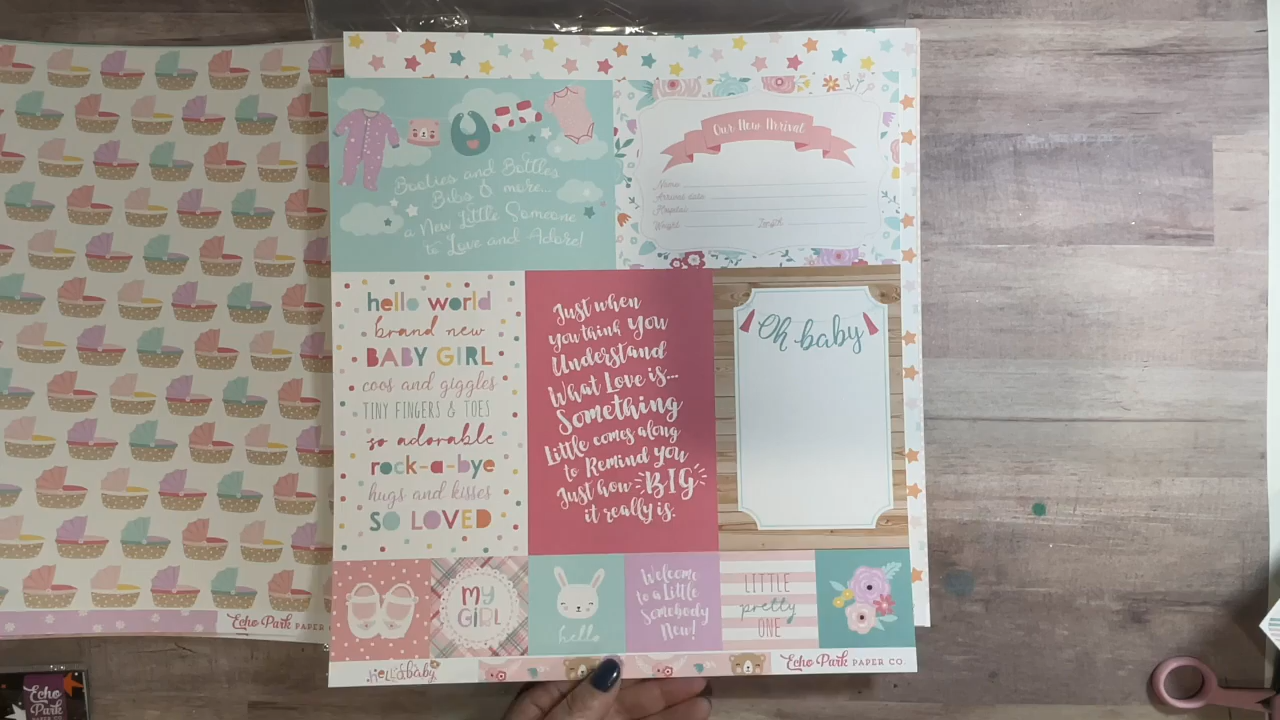 Booties and Bottles
Bibs & more...
a New Little Someone
to Love and Adore!
Our New Arrival
Name
Arrival date
Weight
Length
hello world
brand new
BABY GIRL
coos and giggles
TINY FINGERS & TOES
so adorable
rock-a-bye
hugs and kisses
SO LOVED
Just when
you think you
Understand
What Love is...
Something
Little comes along
to Remind you
Just how BIG
it really is.
Oh baby
MY
GIRL
hello
Welcome
to a Little
Somebody
New!
LITTLE
pretty
ONE
hello baby
Echo Park PAPER CO.
Echo Park PAPER
Echo
Park
PAPER CO.